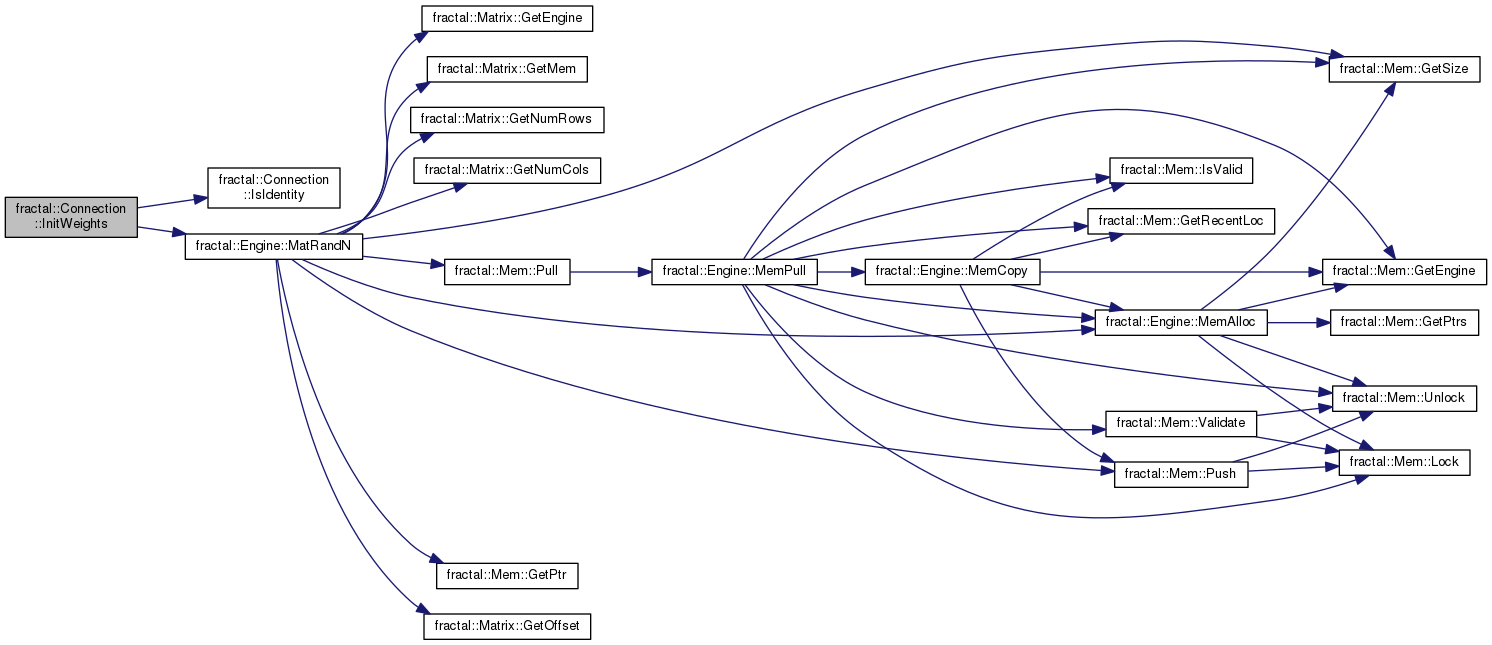 fractal::Connection
::InitWeights
fractal::Connection
::IsIdentity
fractal::Engine::MatRandN
fractal::Matrix::GetEngine
fractal::Matrix::GetMem
fractal::Matrix::GetNumRows
fractal::Matrix::GetNumCols
fractal::Mem::Pull
fractal::Mem::GetPtr
fractal::Matrix::GetOffset
fractal::Engine::MemPull
fractal::Engine::MemCopy
fractal::Mem::IsValid
fractal::Mem::GetRecentLoc
fractal::Engine::MemAlloc
fractal::Mem::Validate
fractal::Mem::Push
fractal::Mem::GetSize
fractal::Mem::GetEngine
fractal::Mem::GetPtrs
fractal::Mem::Unlock
fractal::Mem::Lock